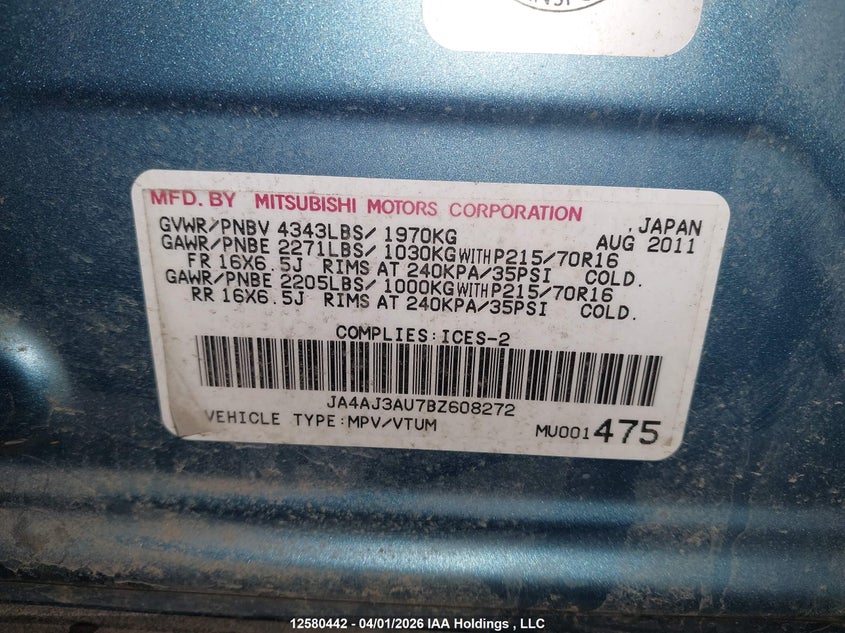 MFD. BY MITSUBISHI MOTORS CORPORATION, JAPAN
GVWR/PNBV 4343LBS/ 1970KG AUG 2011
GAWR/PNBE 2271LBS/ 1030KG WITH P215/70R16
FR 16X6.5J RIMS AT 240KPA/35PSI COLD.
GAWR/PNBE 2205LBS/ 1000KG WITH P215/70R16
RR 16X6.5J RIMS AT 240KPA/35PSI COLD.
COMPLIES:ICES-2
JA4AJ3AU7BZ608272
VEHICLE TYPE:MPV/VTUM MU001 475
12580442 - 04/01/2026 IAA Holdings , LLC